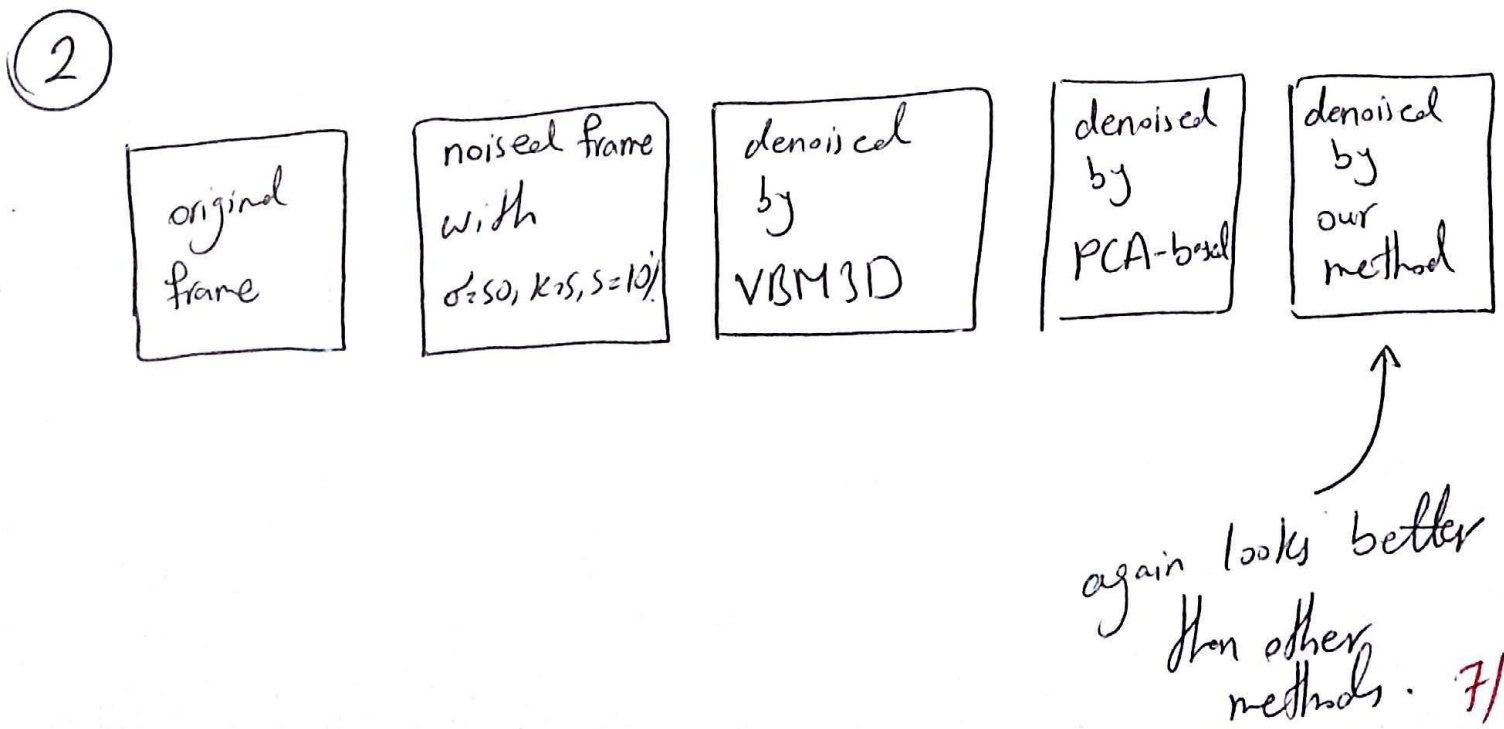 2
original
frame
noised frame
with
σ=50, k=5, s=10%
denoised
by
VBM3D
denoised
by
PCA-based
denoised
by
our
method
again looks better
then other
methods.
7/